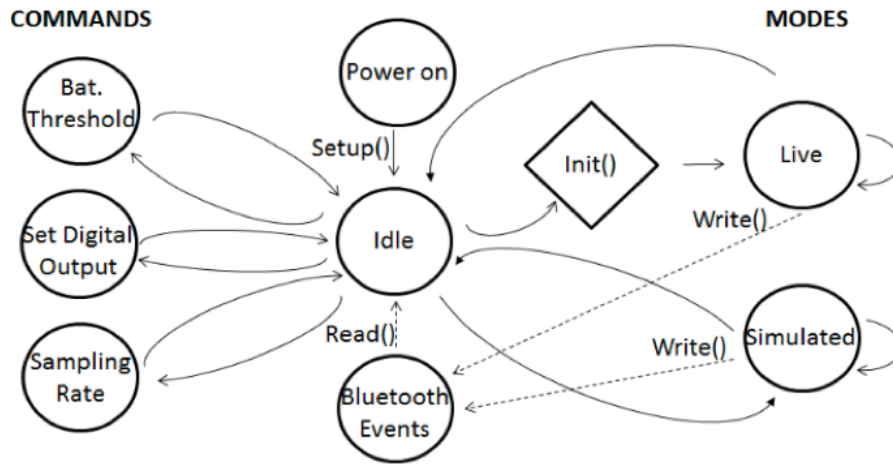 COMMANDS
MODES
Power on
Bat.
Threshold
Setup()
Init()
Live
Set Digital
Output
Idle
Write()
Read()
Write()
Simulated
Sampling
Rate
Bluetooth
Events